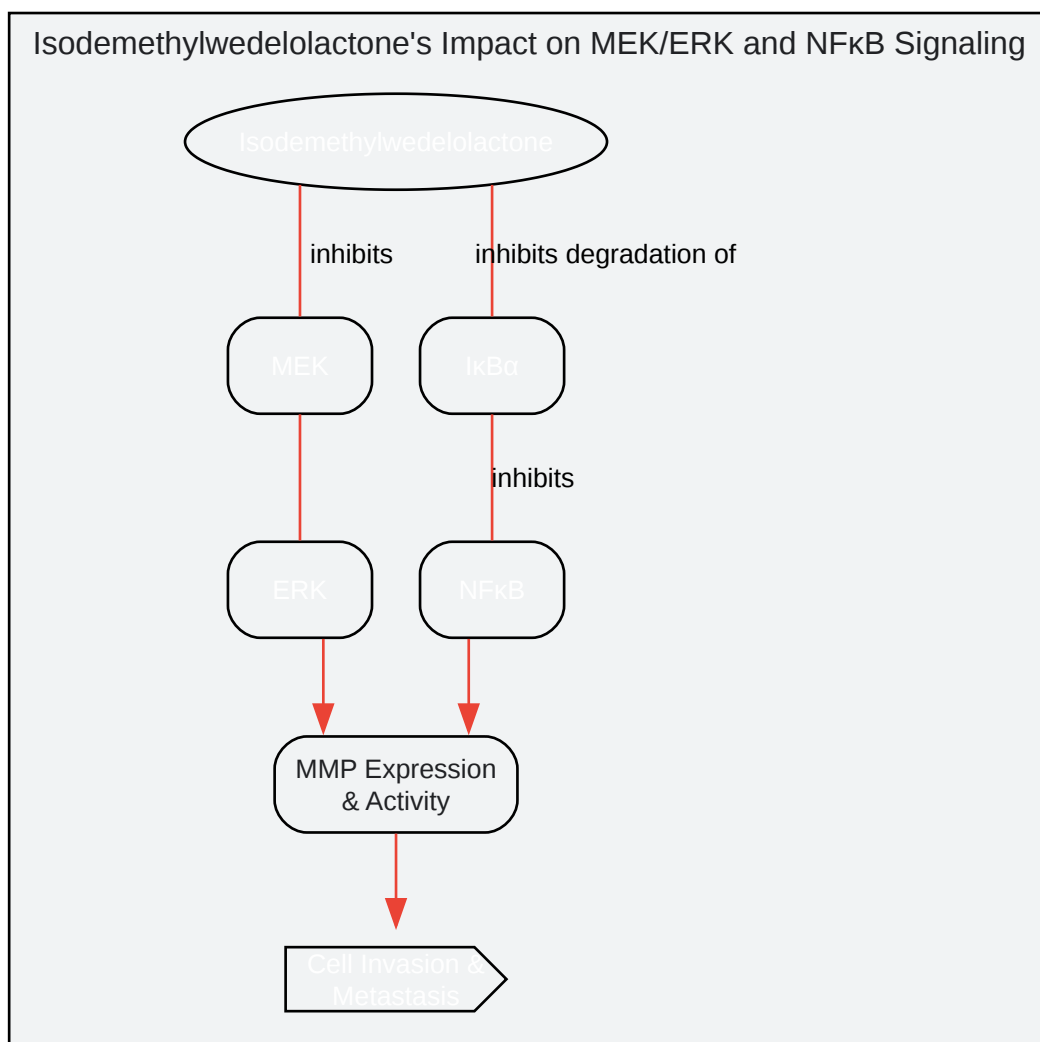 Isodemethylwedelolactone's Impact on MEK/ERK and NFκB Signaling
Isodemethylwedelolactone
inhibits
inhibits degradation of
MEK
IκBα
inhibits
ERK
NFκB
MMP Expression
& Activity
Cell Invasion &
Metastasis